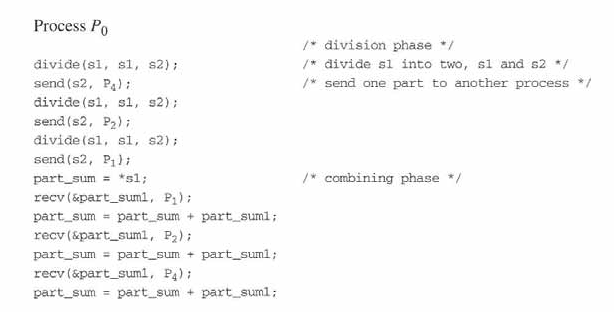 Process P₀
/* division phase */
divide(s1, s1, s2); /* divide s1 into two, s1 and s2 */
send(s2, P₄); /* send one part to another process */
divide(s1, s1, s2);
send(s2, P₂);
divide(s1, s1, s2);
send(s2, P₁};
part_sum = *s1; /* combining phase */
recv(&part_sum1, P₁);
part_sum = part_sum + part_sum1;
recv(&part_sum1, P₂);
part_sum = part_sum + part_sum1;
recv(&part_sum1, P₄);
part_sum = part_sum + part_sum1;